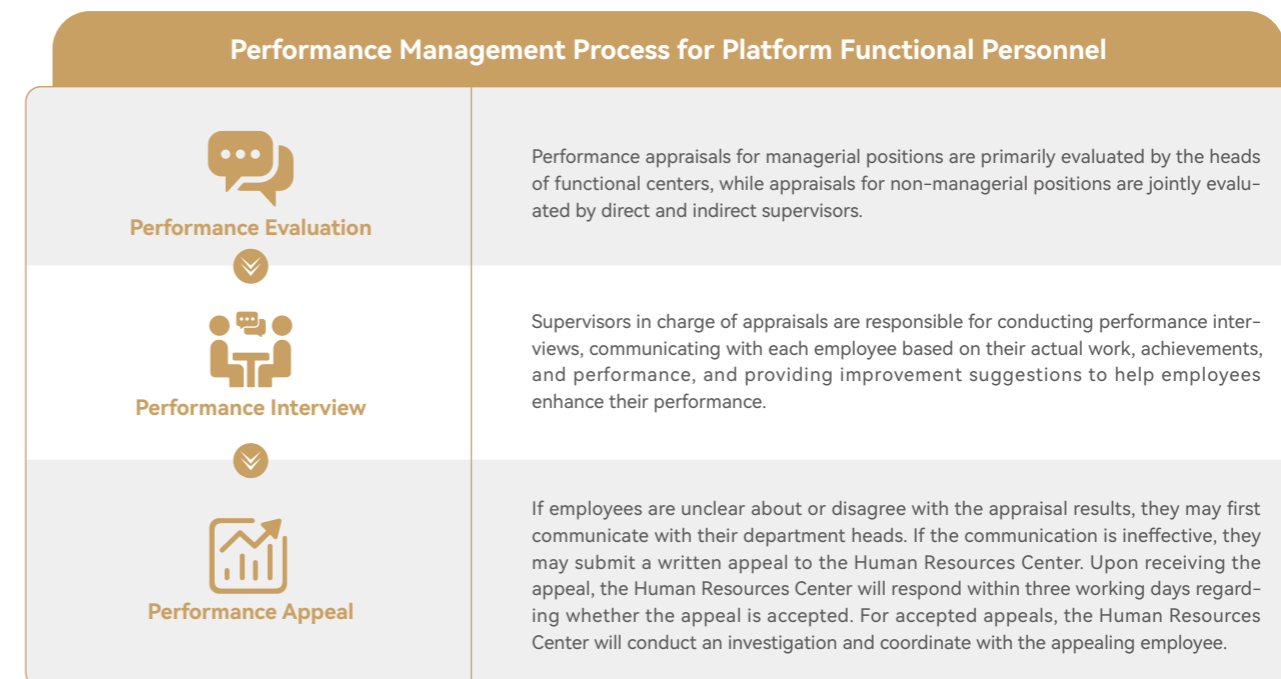 Performance Management Process for Platform Functional Personnel
Performance Evaluation
Performance appraisals for managerial positions are primarily evaluated by the heads
of functional centers, while appraisals for non-managerial positions are jointly evalu-
ated by direct and indirect supervisors.
Performance Interview
Supervisors in charge of appraisals are responsible for conducting performance inter-
views, communicating with each employee based on their actual work, achievements,
and performance, and providing improvement suggestions to help employees
enhance their performance.
Performance Appeal
If employees are unclear about or disagree with the appraisal results, they may first
communicate with their department heads. If the communication is ineffective, they
may submit a written appeal to the Human Resources Center. Upon receiving the
appeal, the Human Resources Center will respond within three working days regard-
ing whether the appeal is accepted. For accepted appeals, the Human Resources
Center will conduct an investigation and coordinate with the appealing employee.